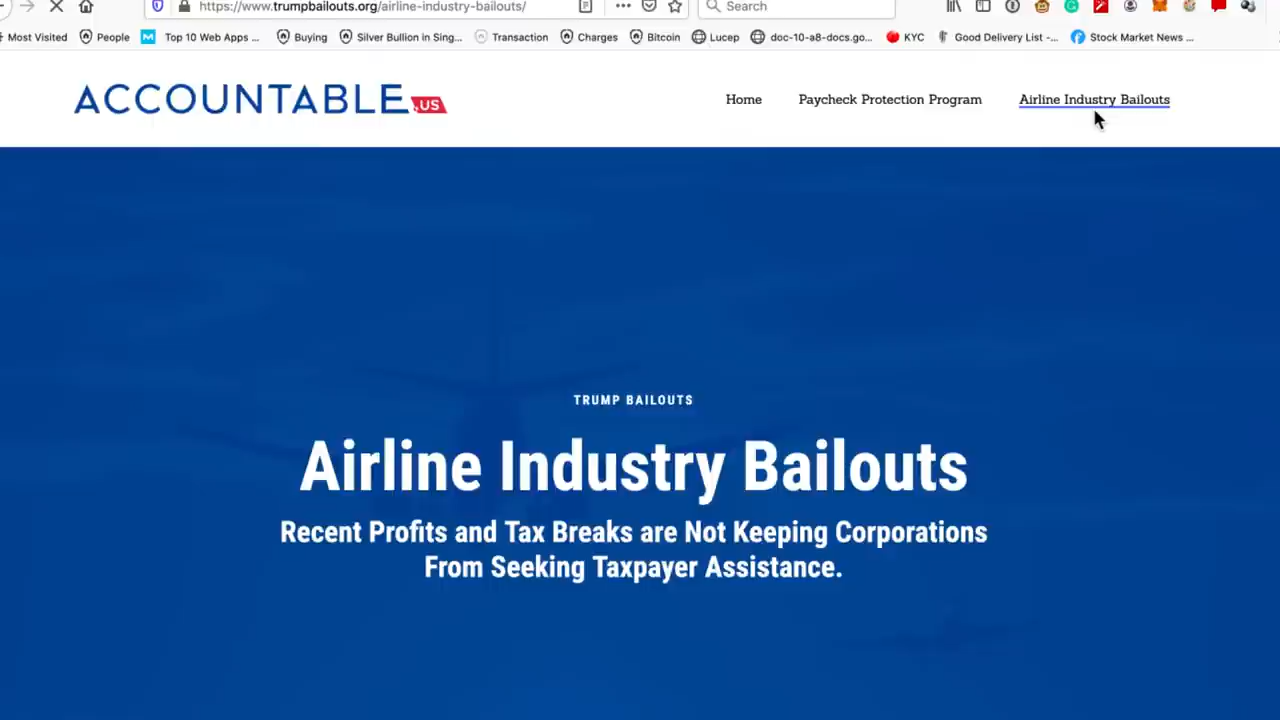 https://www.trumpbailouts.org/airline-industry-bailouts/
Search
Most Visited
People
Top 10 Web Apps ...
Buying
Silver Bullion in Sing...
Transaction
Charges
Bitcoin
Lucep
doc-10-a8-docs.go...
KYC
Good Delivery List -...
Stock Market News ...
ACCOUNTABLE.US
Home
Paycheck Protection Program
Airline Industry Bailouts
TRUMP BAILOUTS
Airline Industry Bailouts
Recent Profits and Tax Breaks are Not Keeping Corporations
From Seeking Taxpayer Assistance.